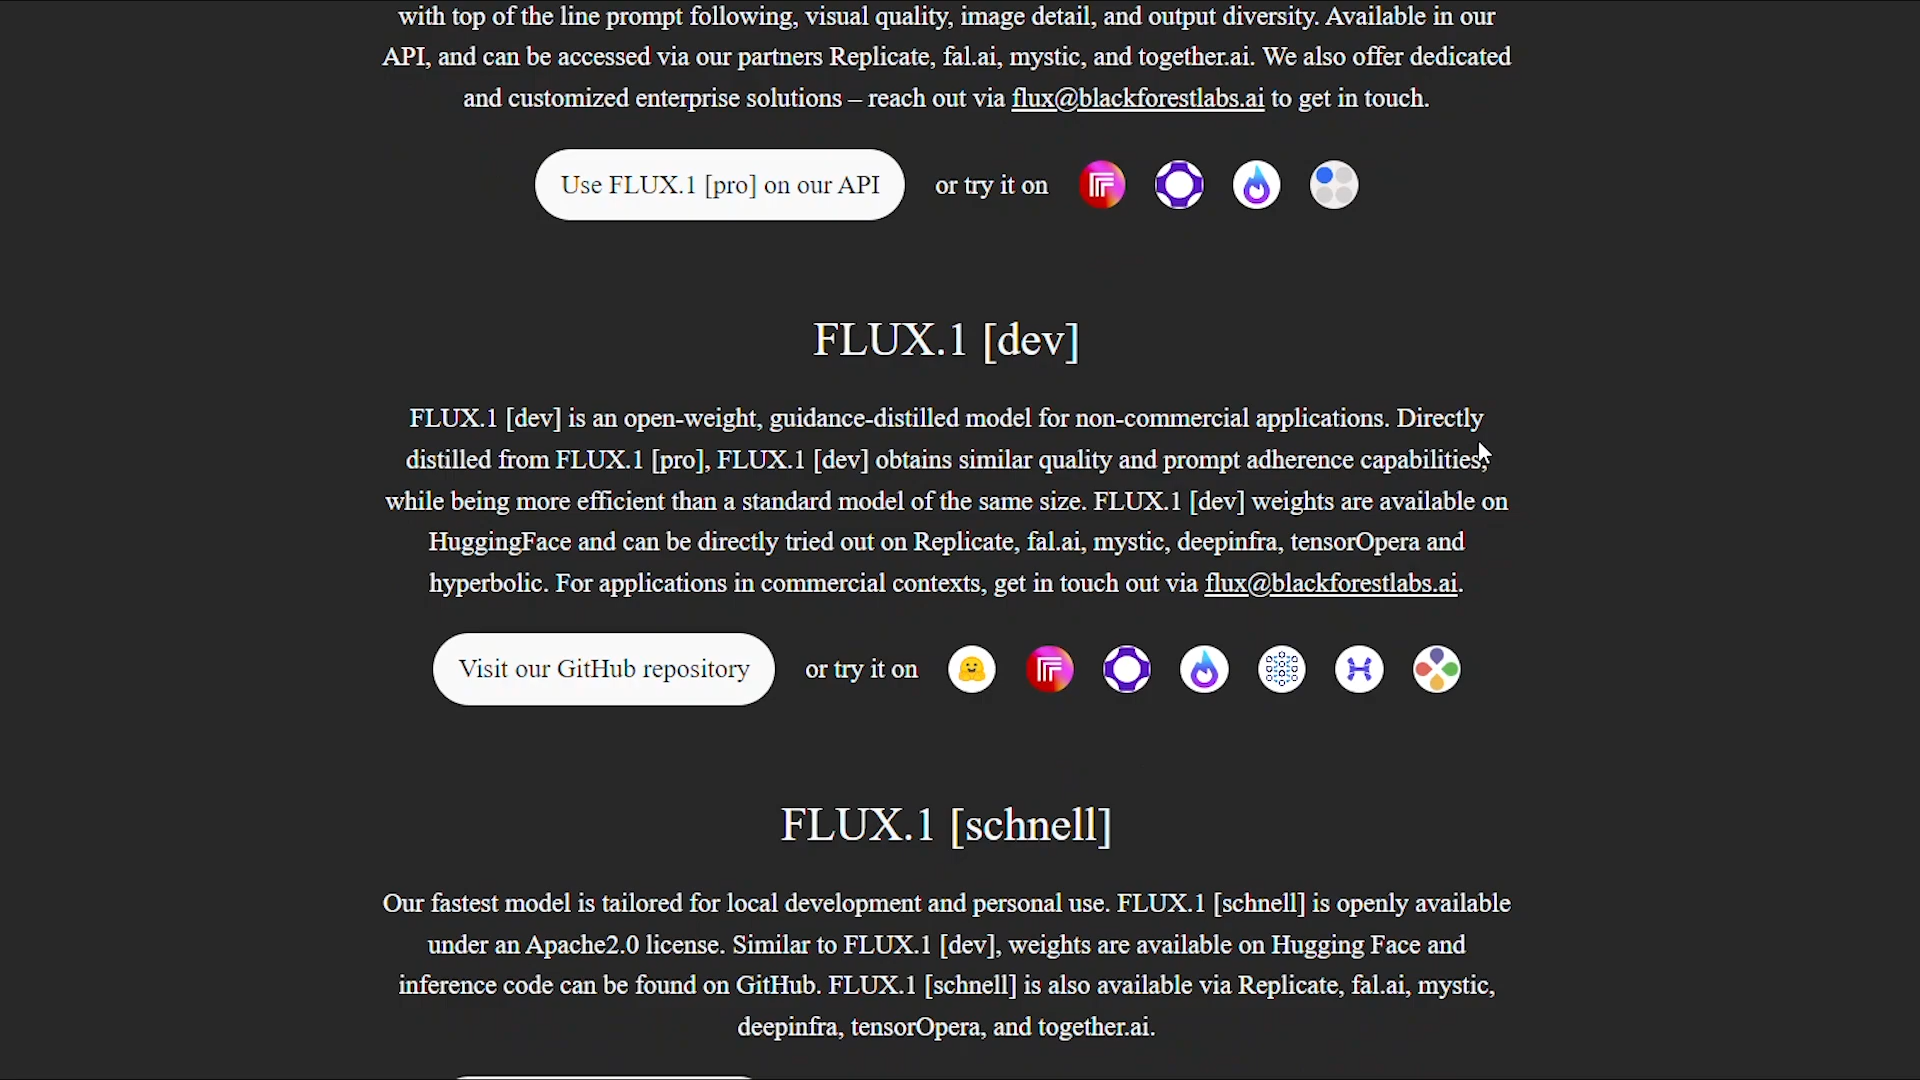 with top of the line prompt following, visual quality, image detail, and output diversity. Available in our
API, and can be accessed via our partners Replicate, fal.ai, mystic, and together.ai. We also offer dedicated
and customized enterprise solutions – reach out via flux@blackforestlabs.ai to get in touch.
Use FLUX.1 [pro] on our API or try it on
FLUX.1 [dev]
FLUX.1 [dev] is an open-weight, guidance-distilled model for non-commercial applications. Directly
distilled from FLUX.1 [pro], FLUX.1 [dev] obtains similar quality and prompt adherence capabilities,
while being more efficient than a standard model of the same size. FLUX.1 [dev] weights are available on
HuggingFace and can be directly tried out on Replicate, fal.ai, mystic, deepinfra, tensorOpera and
hyperbolic. For applications in commercial contexts, get in touch out via flux@blackforestlabs.ai.
Visit our GitHub repository or try it on
FLUX.1 [schnell]
Our fastest model is tailored for local development and personal use. FLUX.1 [schnell] is openly available
under an Apache2.0 license. Similar to FLUX.1 [dev], weights are available on Hugging Face and
inference code can be found on GitHub. FLUX.1 [schnell] is also available via Replicate, fal.ai, mystic,
deepinfra, tensorOpera, and together.ai.